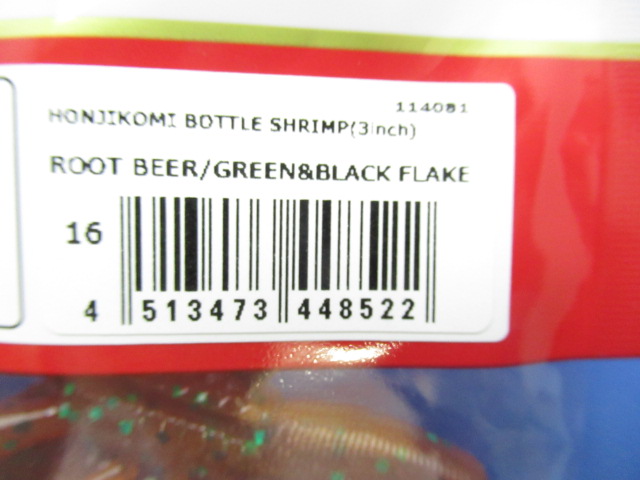 114081
HONJIKOMI BOTTLE SHRIMP(3inch)
ROOT BEER/GREEN&BLACK FLAKE
16
4 513473 448522